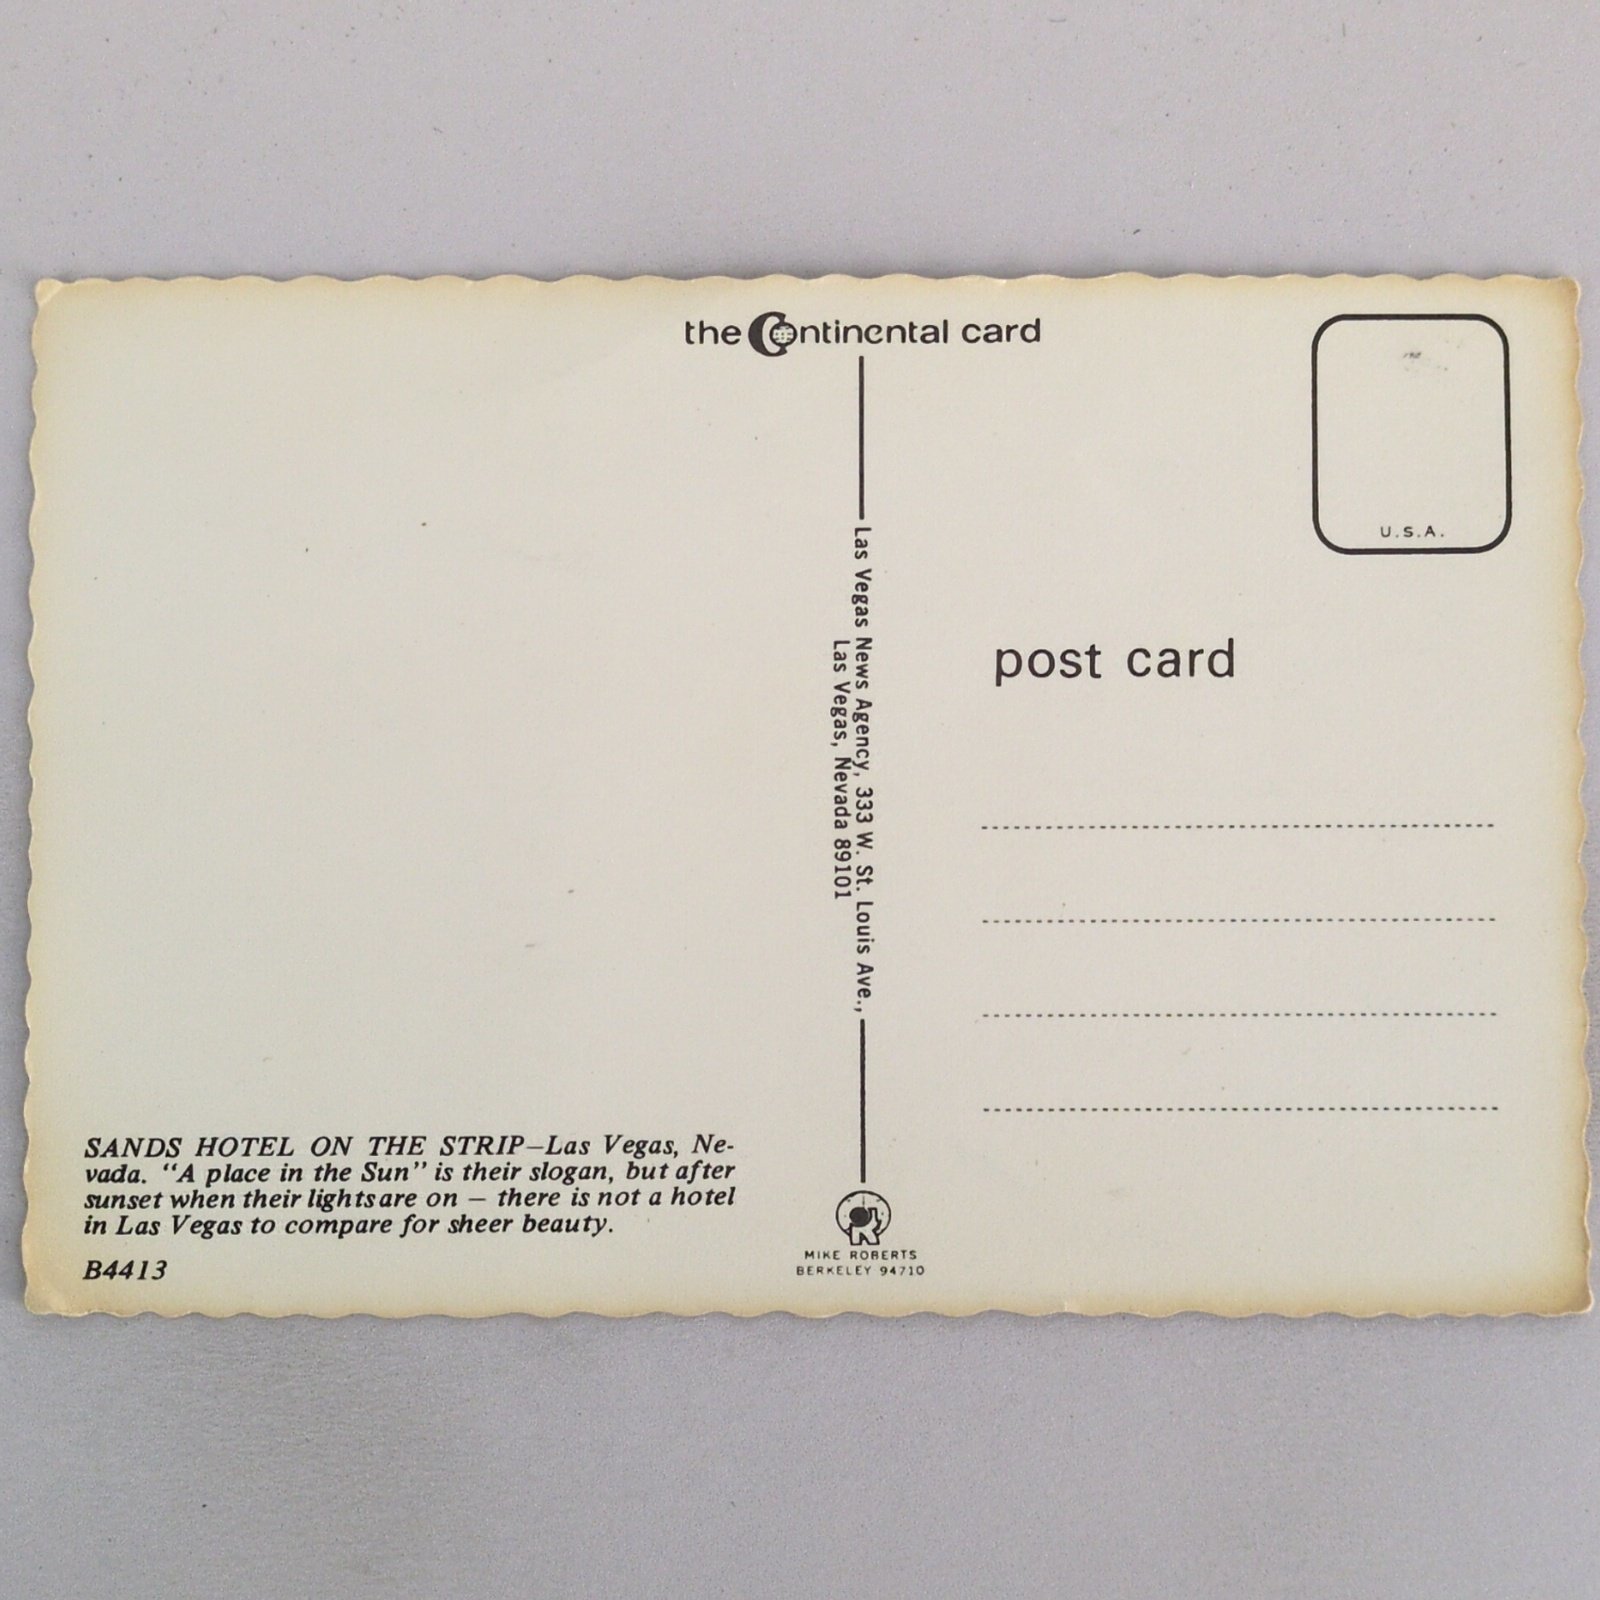 the Continental card
U.S.A.
post card
Las Vegas News Agency, 333 W. St. Louis Ave.,
Las Vegas, Nevada 89101
SANDS HOTEL ON THE STRIP—Las Vegas, Ne-
vada. “A place in the Sun” is their slogan, but after
sunset when their lights are on — there is not a hotel
in Las Vegas to compare for sheer beauty.
B4413
MIKE ROBERTS
BERKELEY 94710